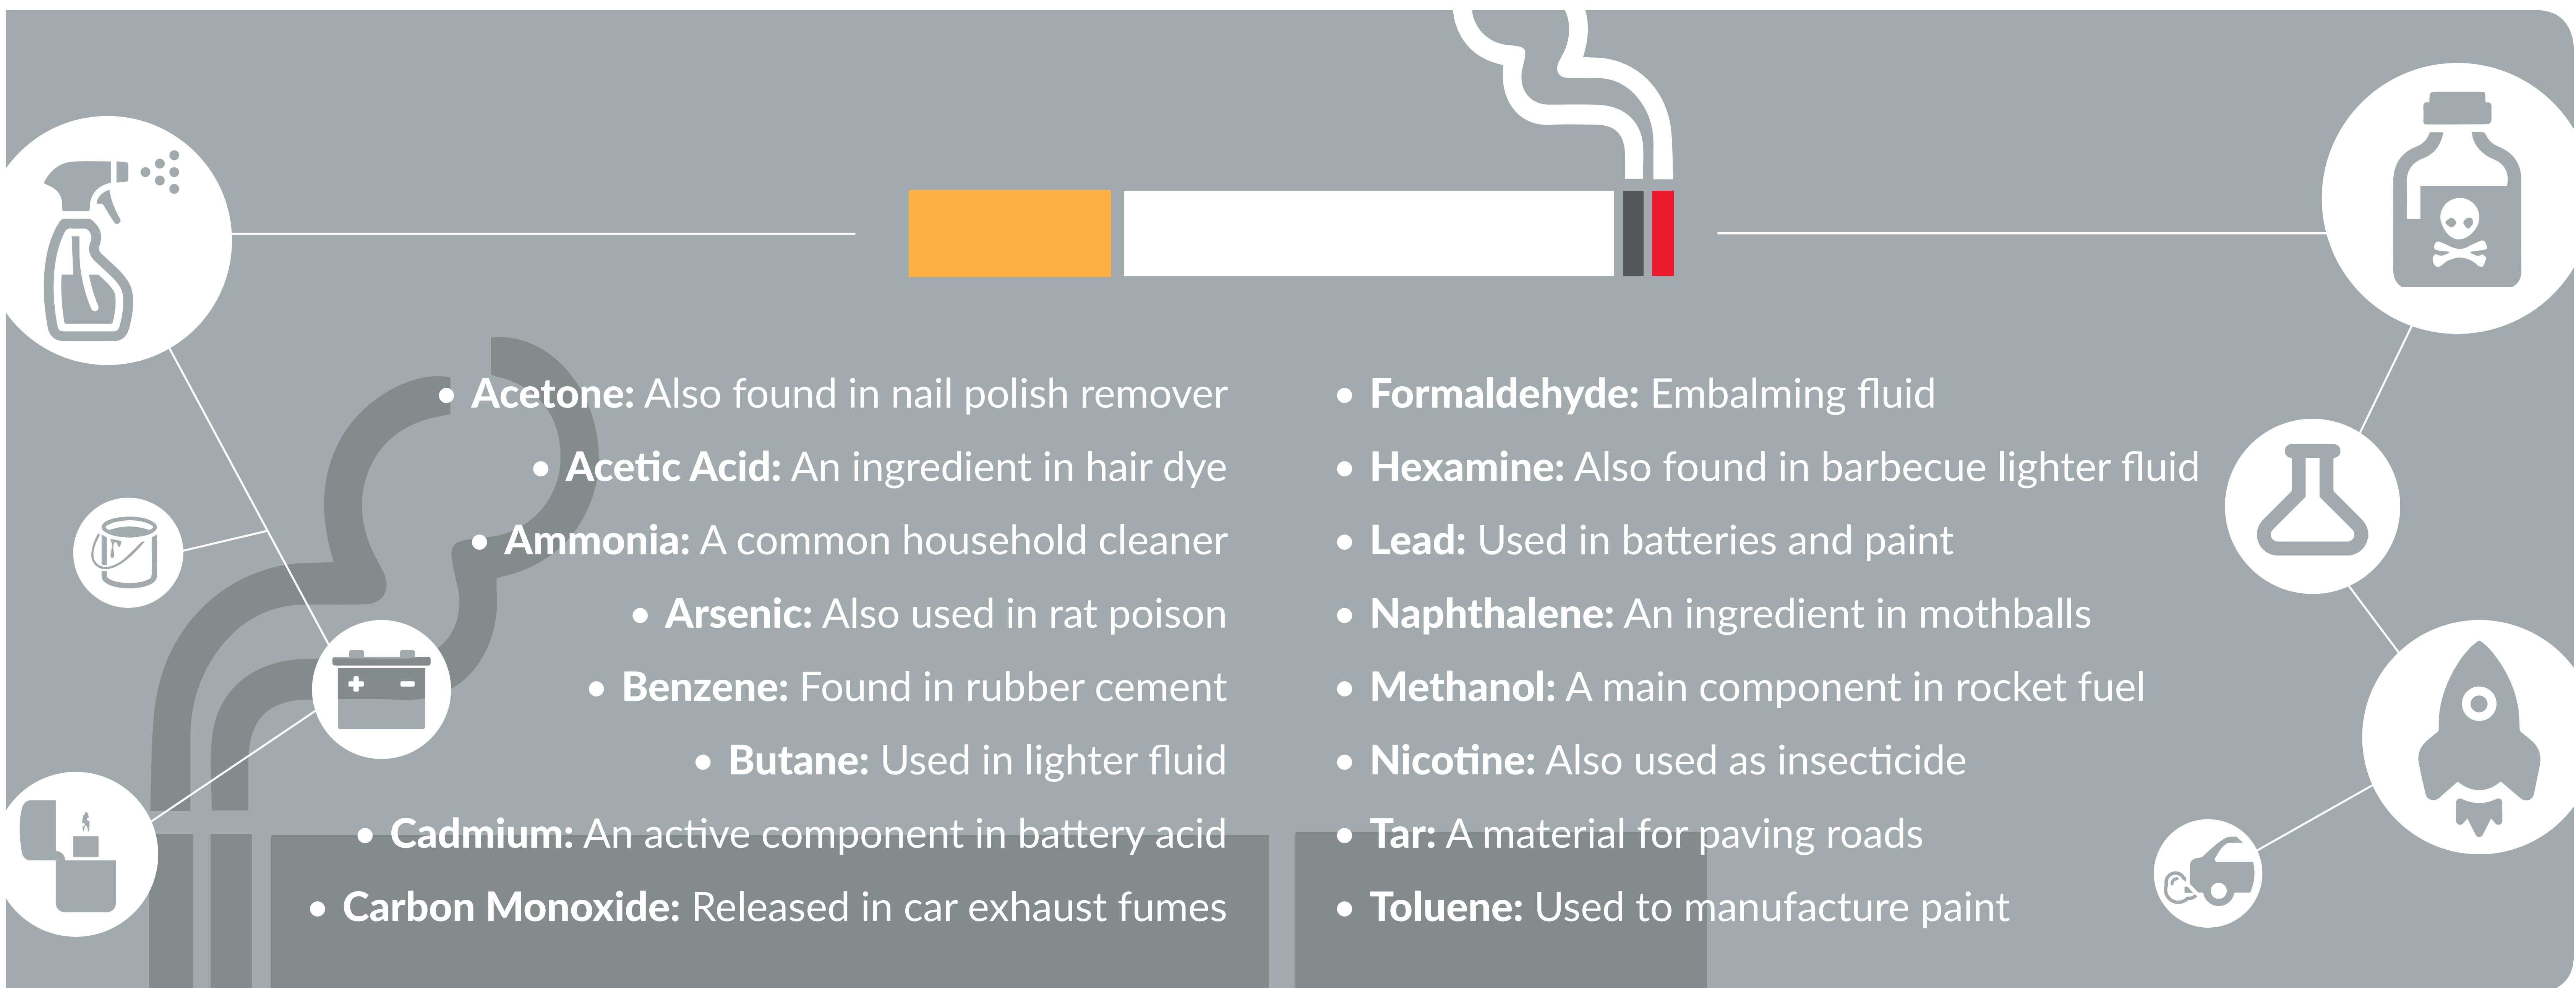 • Acetone: Also found in nail polish remover
• Acetic Acid: An ingredient in hair dye
• Ammonia: A common household cleaner
• Arsenic: Also used in rat poison
• Benzene: Found in rubber cement
• Butane: Used in lighter fluid
• Cadmium: An active component in battery acid
• Carbon Monoxide: Released in car exhaust fumes
• Formaldehyde: Embalming fluid
• Hexamine: Also found in barbecue lighter fluid
• Lead: Used in batteries and paint
• Naphthalene: An ingredient in mothballs
• Methanol: A main component in rocket fuel
• Nicotine: Also used as insecticide
• Tar: A material for paving roads
• Toluene: Used to manufacture paint